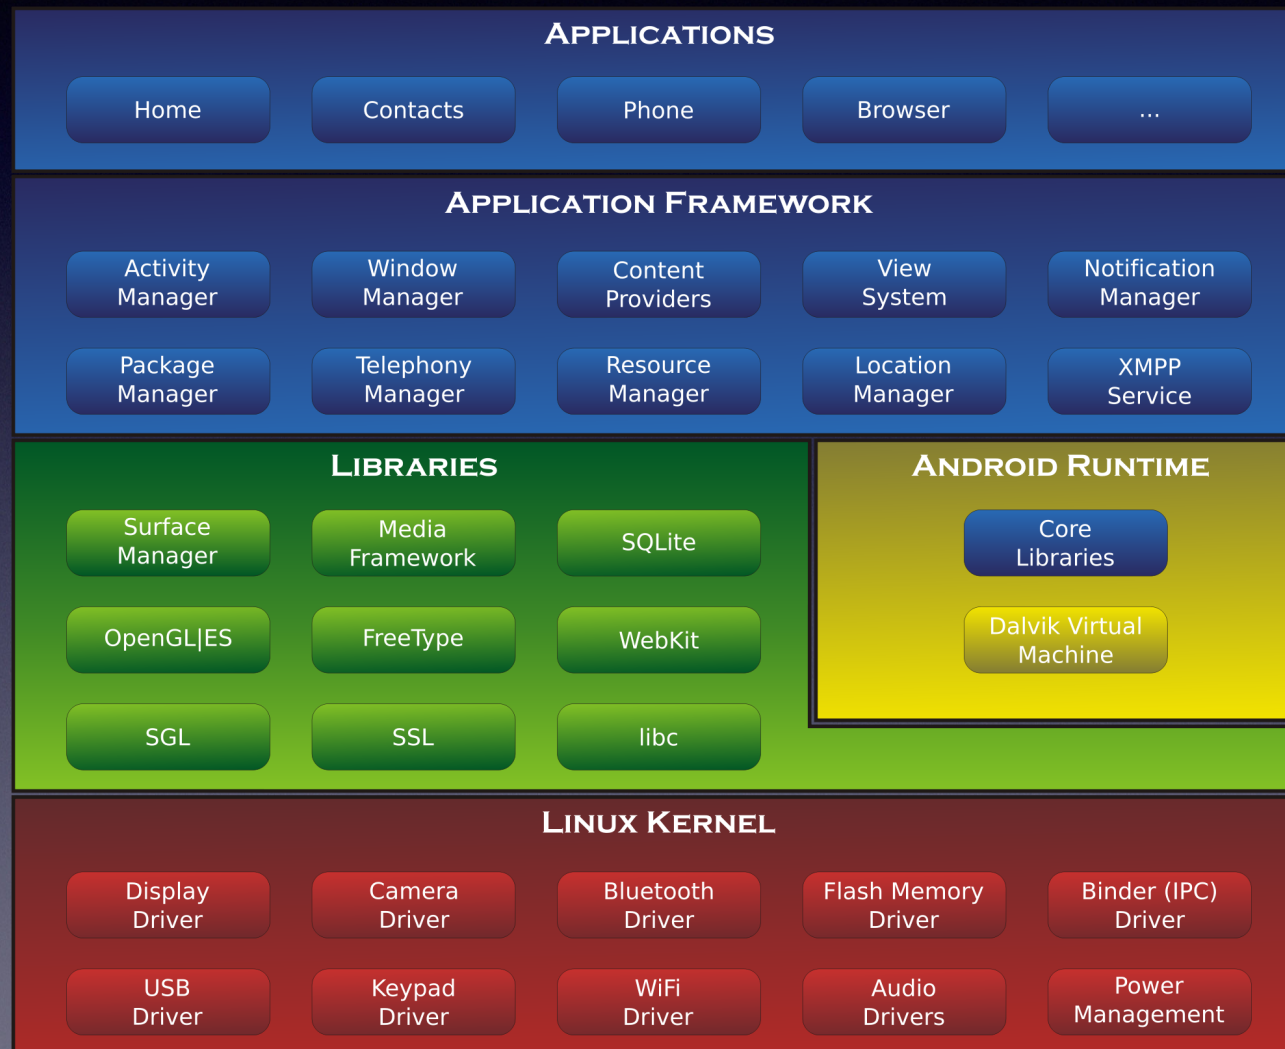 APPLICATIONS
Home
Contacts
Phone
Browser
...
APPLICATION FRAMEWORK
Activity
Manager
Window
Manager
Content
Providers
View
System
Notification
Manager
Package
Manager
Telephony
Manager
Resource
Manager
Location
Manager
XMPP
Service
LIBRARIES
Surface
Manager
Media
Framework
SQLite
OpenGL|ES
FreeType
WebKit
SGL
SSL
libc
ANDROID RUNTIME
Core
Libraries
Dalvik Virtual
Machine
LINUX KERNEL
Display
Driver
Camera
Driver
Bluetooth
Driver
Flash Memory
Driver
Binder (IPC)
Driver
USB
Driver
Keypad
Driver
WiFi
Driver
Audio
Drivers
Power
Management